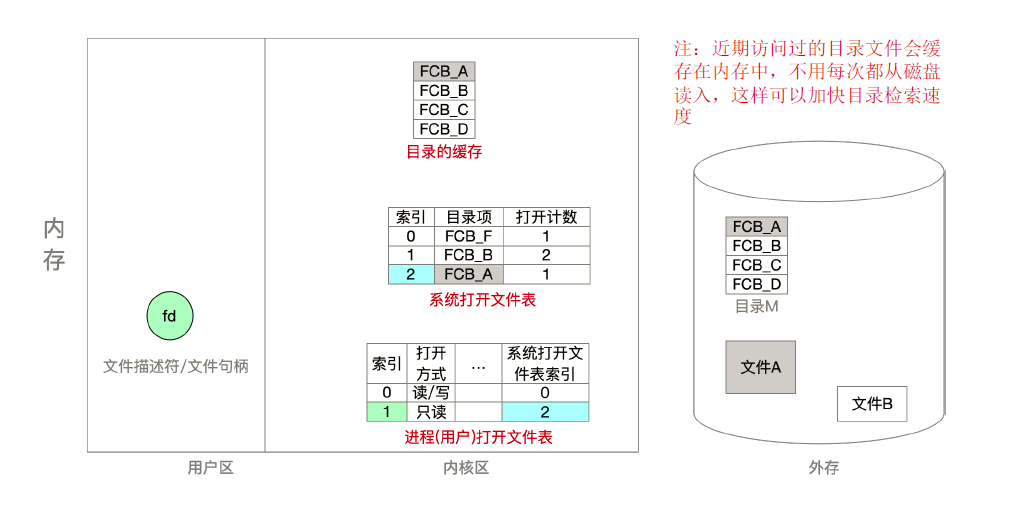 注：近期访问过的目录文件会缓
存在内存中，不用每次都从磁盘
读入，这样可以加快目录检索速
度
FCB_A
FCB_B
FCB_C
FCB_D
目录的缓存
内
存
索引 目录项 打开计数
0 FCB_F 1
1 FCB_B 2
2 FCB_A 1
系统打开文件表
fd
文件描述符/文件句柄
索引 打开方式 ... 系统打开文件表索引
0 读/写 0
1 只读 2
进程(用户)打开文件表
用户区
内核区
FCB_A
FCB_B
FCB_C
FCB_D
目录M
文件A
文件B
外存